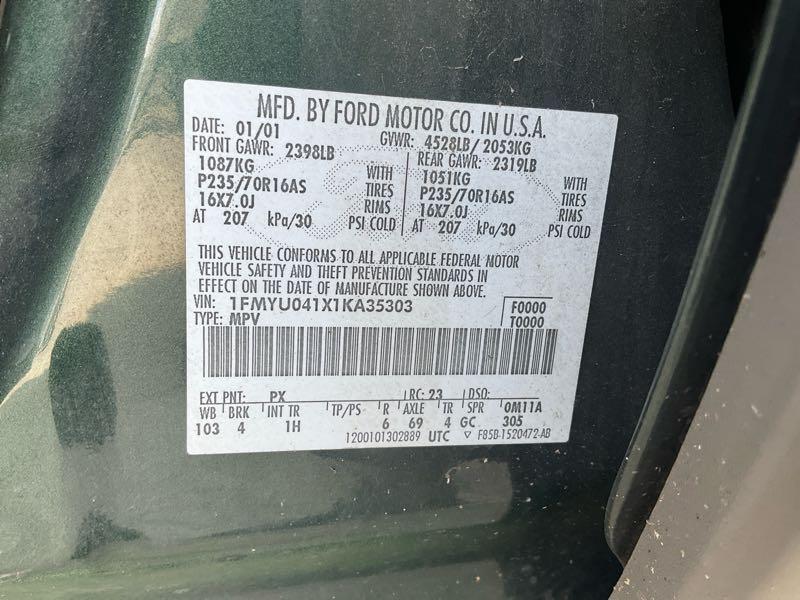 MFD. BY FORD MOTOR CO. IN U.S.A.
DATE: 01/01 GVWR: 4528LB / 2053KG
FRONT GAWR: 2398LB REAR GAWR: 2319LB
1087KG WITH 1051KG WITH
P235/70R16AS TIRES P235/70R16AS TIRES
16X7.0J RIMS 16X7.0J RIMS
AT 207 kPa/30 PSI COLD AT 207 kPa/30 PSI COLD
THIS VEHICLE CONFORMS TO ALL APPLICABLE FEDERAL MOTOR
VEHICLE SAFETY AND THEFT PREVENTION STANDARDS IN
EFFECT ON THE DATE OF MANUFACTURE SHOWN ABOVE.
VIN: 1FMYU041X1KA35303 F0000
TYPE: MPV T0000
EXT PNT: PX RC: 23 DSO:
WB BRK INT TR TP/PS R AXLE TR SPR 0M11A
103 4 1H 6 69 4 GC 305
1200101302889 UTC ▽ F85B-1520472-AB